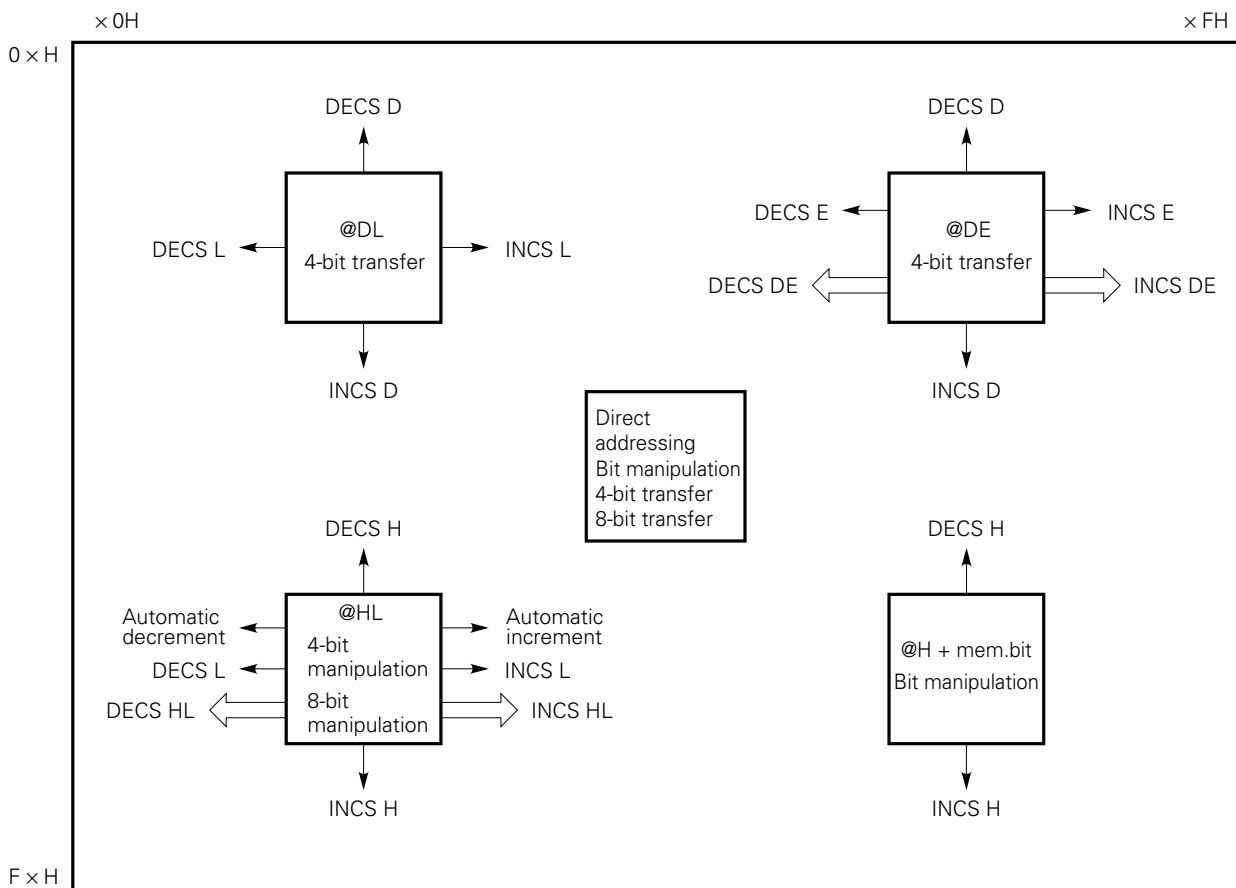 × 0H
× FH
0 × H
DECS D
DECS L
@DL
4-bit transfer
INCS L
INCS D
DECS D
DECS E
INCS E
@DE
4-bit transfer
DECS DE
INCS DE
INCS D
Direct
addressing
Bit manipulation
4-bit transfer
8-bit transfer
DECS H
Automatic
decrement
DECS L
DECS HL
@HL
4-bit
manipulation
8-bit
manipulation
Automatic
increment
INCS L
INCS HL
INCS H
DECS H
@H + mem.bit
Bit manipulation
INCS H
F × H